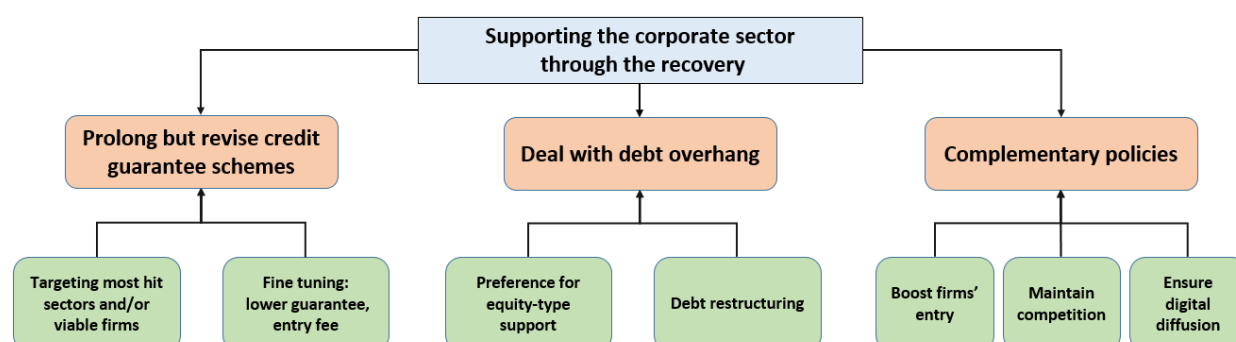 Supporting the corporate sector
through the recovery
Prolong but revise credit
guarantee schemes
Deal with debt overhang
Complementary policies
Targeting most hit
sectors and/or
viable firms
Fine tuning:
lower guarantee,
entry fee
Preference for
equity-type
support
Debt restructuring
Boost firms’
entry
Maintain
competition
Ensure
digital
diffusion